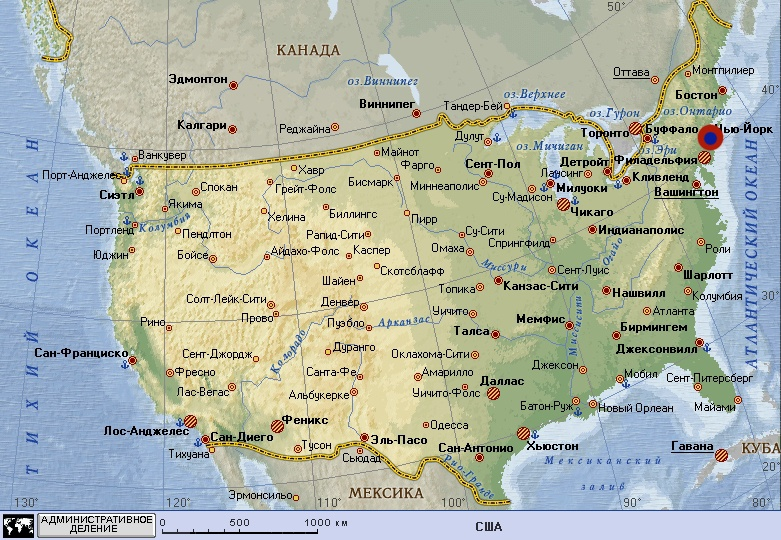 50°
КАНАДА
Оттава
Монтпилиер
Эдмонтон
оз.Виннипег
оз.Верхнее
Бостон
40°
Виннипег
Тандер-Бей
оз.Гурон
оз.Онтарио
Калгари
Реджайна
Торонто
Буффало
Нью-Йорк
Дулут
оз.Мичиган
оз.Эри
Ванкувер
Майнот
Фарго
Сент-Пол
Детройт
Филадельфия
Порт-Анджелес
Хавр
Лансинг
Кливленд
Сиэтл
Спокан
Грейт-Фолс
Бисмарк
Миннеаполис
Милуоки
Вашингтон
Якима
Су-Мадисон
Чикаго
Хелина
Биллингс
Пирр
Портленд
Колумбия
Пендлтон
Рапид-Сити
Су-Сити
Индианаполис
Юджин
Бойсе
Айдахо-Фолс
Каспер
Омаха
Спрингфилд
Огайо
Роли
Скотсблафф
Миссури
Сент-Луис
Шарлотт
Шайен
Топика
Канзас-Сити
Нашвилл
Колумбия
30°
Солт-Лейк-Сити
Денвер
Прово
Уичито
Миссисипи
Атланта
Рино
Пуэбло
Арканзас
Талса
Мемфис
Бирмингем
Сан-Франциско
Сент-Джордж
Колорадо
Дуранго
Оклахома-Сити
Джексонвилл
Фресно
Санта-Фе
Амарилло
Джексон
Мобил
Сент-Петерсберг
Лас-Вегас
Альбукерке
Уичито-Фолс
Даллас
Батон-Руж
Новый Орлеан
Майами
Лос-Анджелес
Феникс
Одесса
Сан-Диего
Эль-Пасо
Хьюстон
Тихуана
Тусон
Сьюдад
Сан-Антонио
Гавана
КУБА
Рио-Гранде
Мексиканский
залив
20°
Эрмонсильо
МЕКСИКА
130°
120°
110°
100°
90°
80°
ТИХИЙ ОКЕАН
АТЛАНТИЧЕСКИЙ ОКЕАН
АДМИНИСТРАТИВНОЕ
ДЕЛЕНИЕ
0 500 1000 км
США